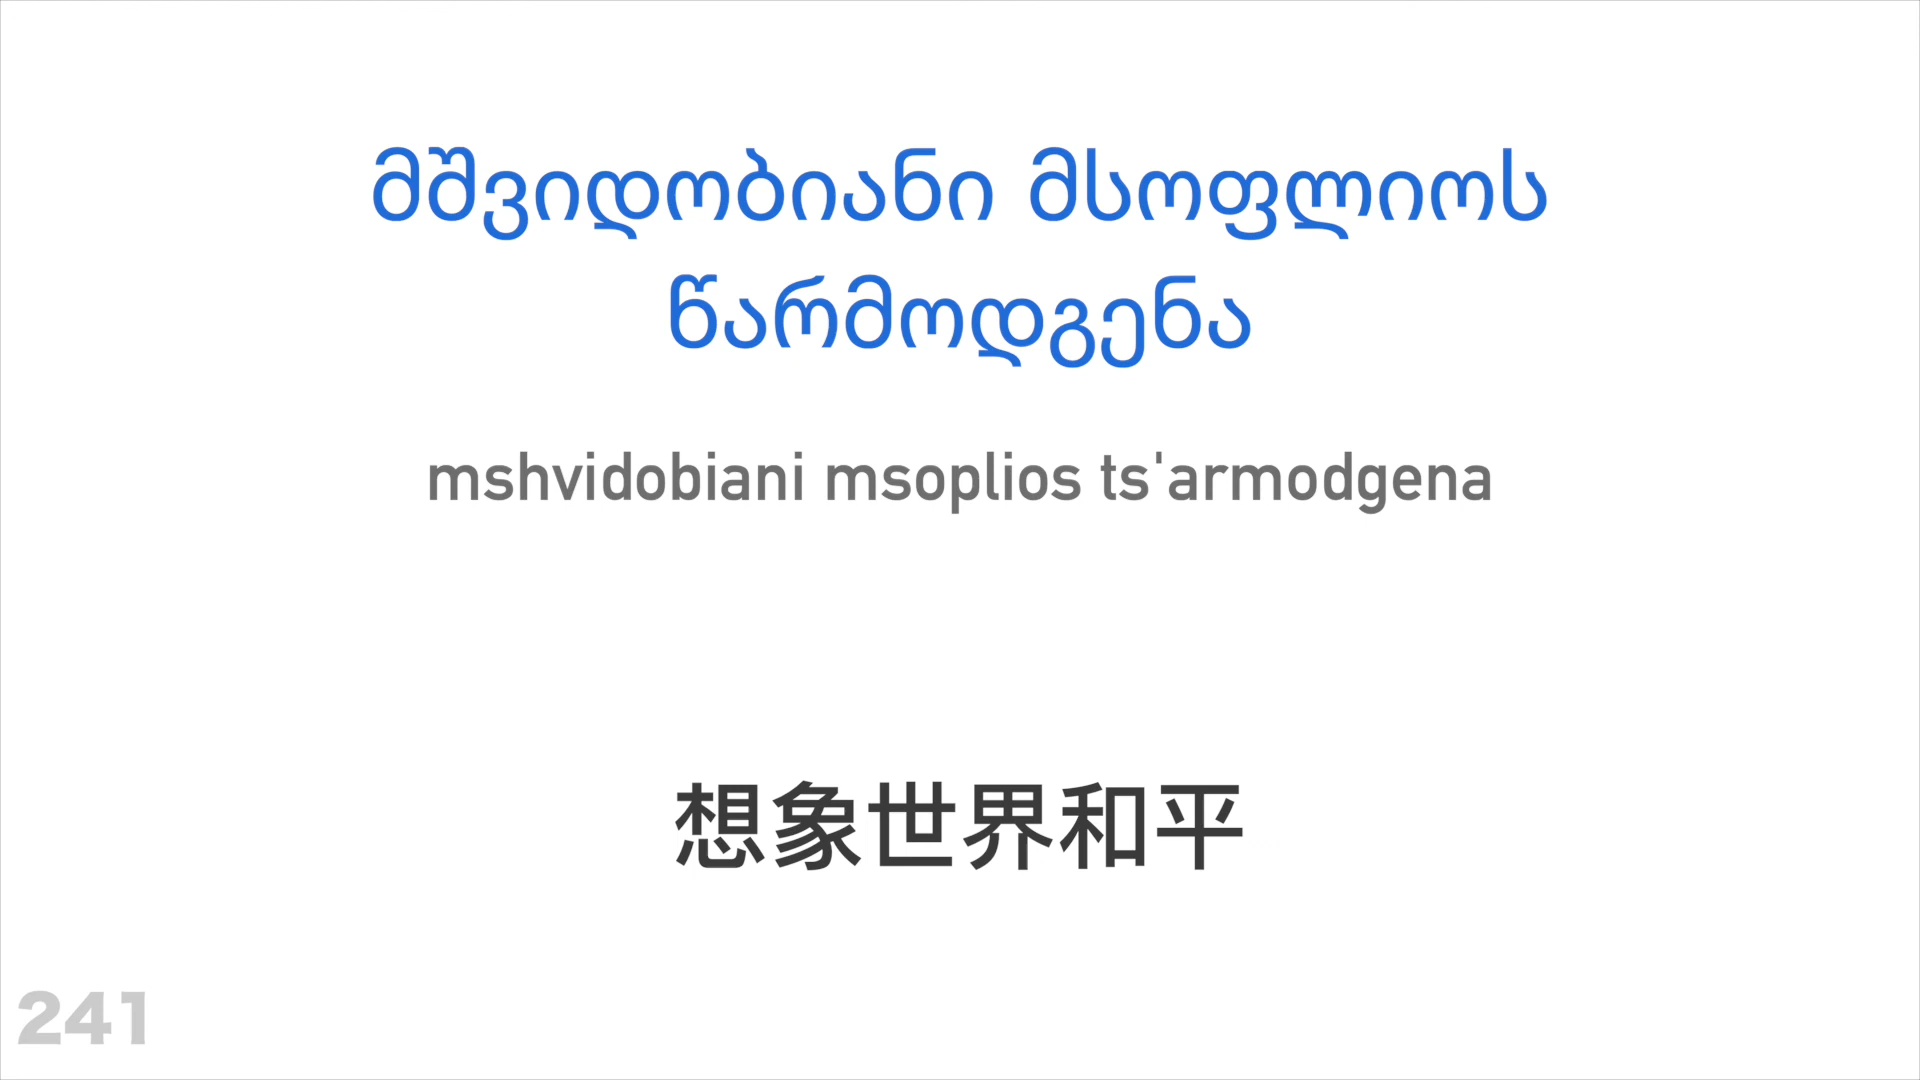 მშვიდობიანი მსოფლიოს
წარმოდგენა
mshvidobiani msoplios ts'armodgena
想象世界和平
241